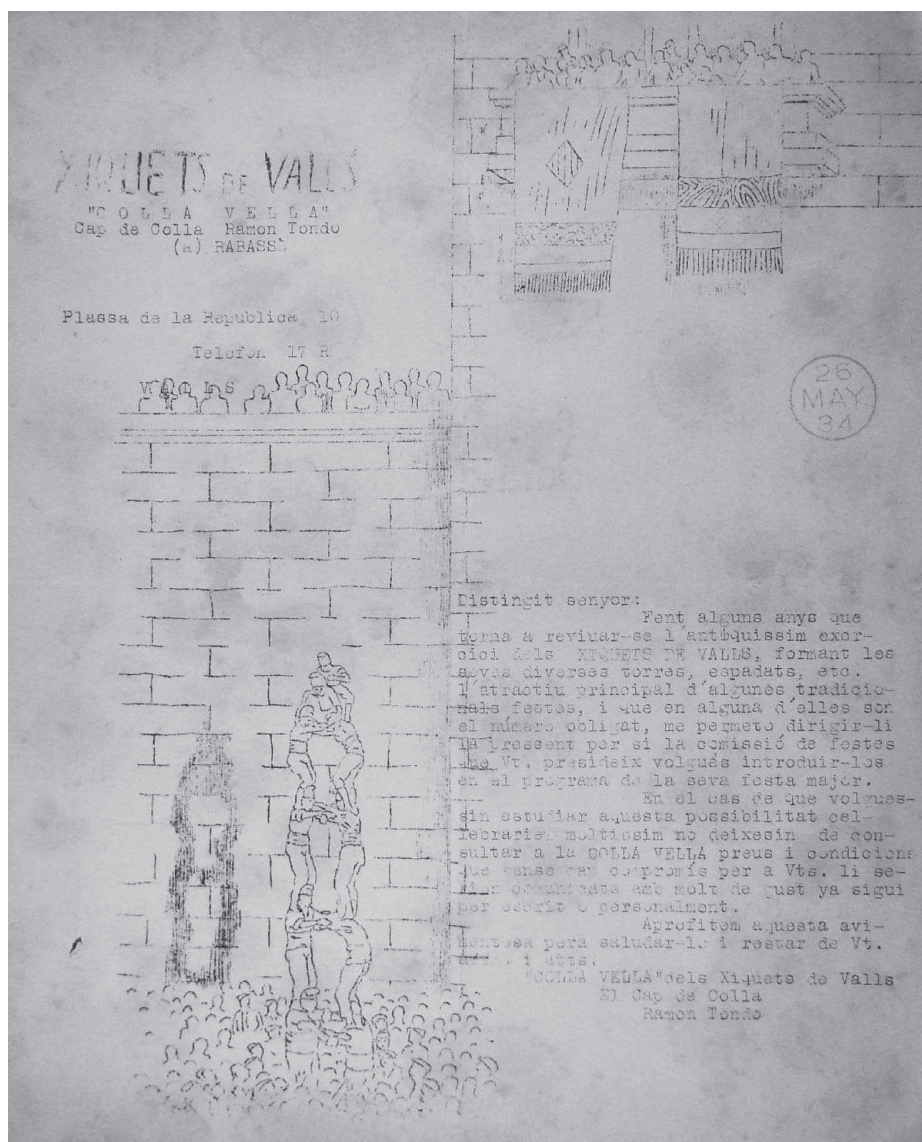 XIQUETS DE VALLS
"COLLA VELLA"
Cap de Colla Ramon Tondo
(a) RABASSÓ
Plassa de la Republica 10
Telefon 17 R
VALLS
26
MAY
34
Distingit senyor:
Fent alguns anys que
torna a reviuar-se l'antiquissim exer-
cici dels XIQUETS DE VALLS, formant les
seves diverses torres, espadats, etc.
l'atractiu principal d'algunes tradicio-
nals festes, i que en alguna d'elles son
el número obligat, me permeto dirigir-li
la pressent per si la comissió de festes
que Vt. presideix volgués introduir-los
en el programa de la seva festa major.
En el cas de que volgues-
sin estudiar aquesta possibilitat cel-
lebrarien moltissim no deixesin de con-
sultar a la COLLA VELLA preus i condicions
que sense cap compromís per a Vts. li se-
rien comunicats amb molt de gust ya sigui
per escrit o personalment.
Aprofitem aquesta avi-
nentesa pera saludar-lo i restar de Vt.
i atts.
"COLLA VELLA" dels Xiquets de Valls
El Cap de Colla
Ramon Tondo